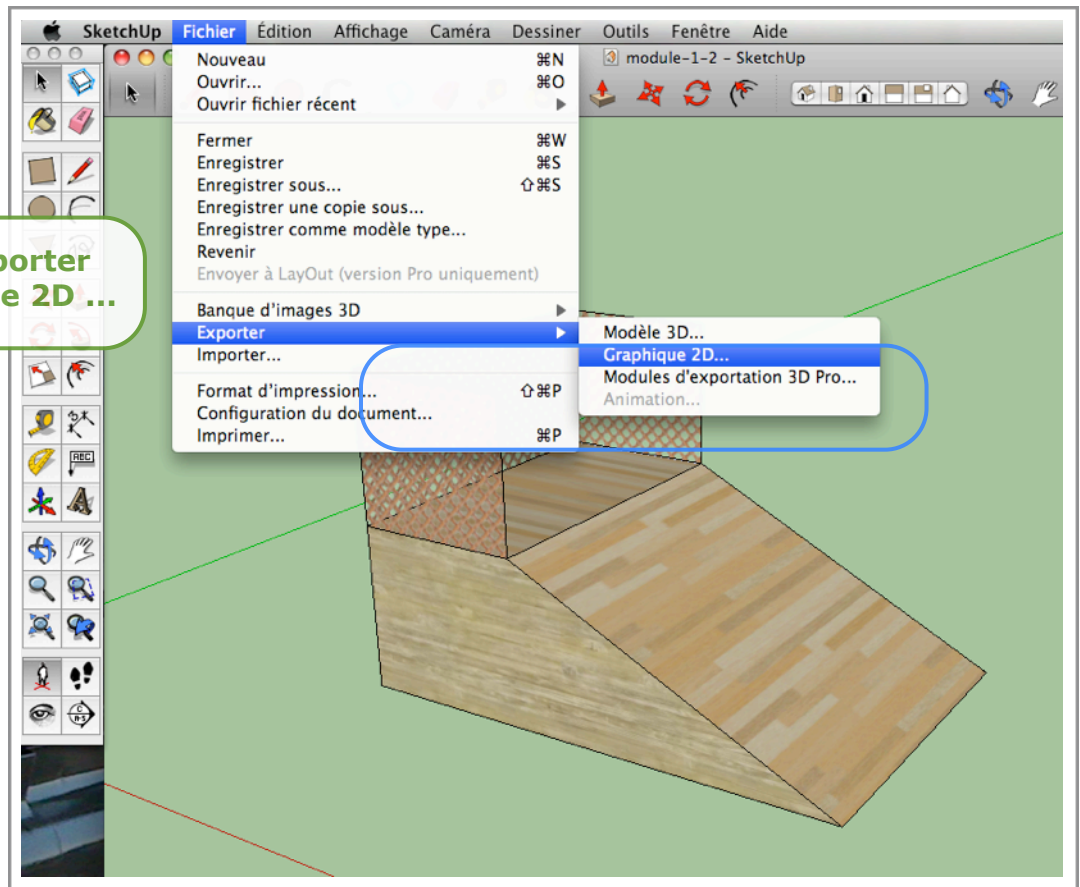 SketchUp Fichier Édition Affichage Caméra Dessiner Outils Fenêtre Aide
module-1-2 – SketchUp
Nouveau ⌘N
Ouvrir... ⌘O
Ouvrir fichier récent ▶
Fermer ⌘W
Enregistrer ⌘S
Enregistrer sous... ⇧⌘S
Enregistrer une copie sous...
Enregistrer comme modèle type...
Revenir
Envoyer à LayOut (version Pro uniquement)
Banque d'images 3D ▶
Exporter ▶
Importer...
Format d'impression... ⇧⌘P
Configuration du document...
Imprimer... ⌘P
Modèle 3D...
Graphique 2D...
Modules d'exportation 3D Pro...
Animation...
porter
e 2D ...
ABC